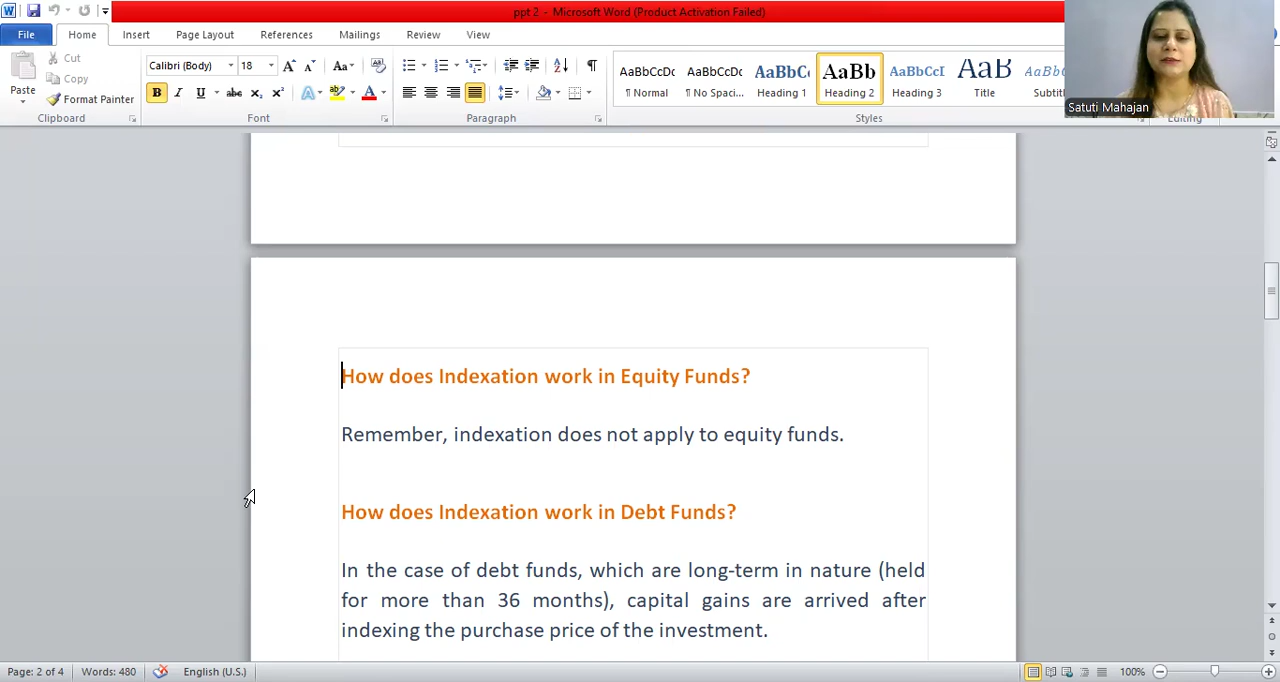 ppt 2 - Microsoft Word (Product Activation Failed)
File Home Insert Page Layout References Mailings Review View
Cut
Copy
Paste
Format Painter
Clipboard
Calibri (Body) 18
Font
Paragraph
AaBbCcDc AaBbCcDc AaBbC AaBb AaBbCcI AaB AaBb
¶ Normal ¶ No Spaci... Heading 1 Heading 2 Heading 3 Title
Styles
Editing
Satuti Mahajan
How does Indexation work in Equity Funds?
Remember, indexation does not apply to equity funds.
How does Indexation work in Debt Funds?
In the case of debt funds, which are long-term in nature (held
for more than 36 months), capital gains are arrived after
indexing the purchase price of the investment.
Page: 2 of 4 Words: 480 English (U.S.) 100%